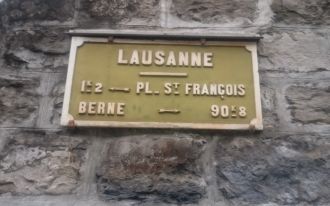 LAUSANNE
1K2 — PL. ST FRANÇOIS
BERNE — 90K8